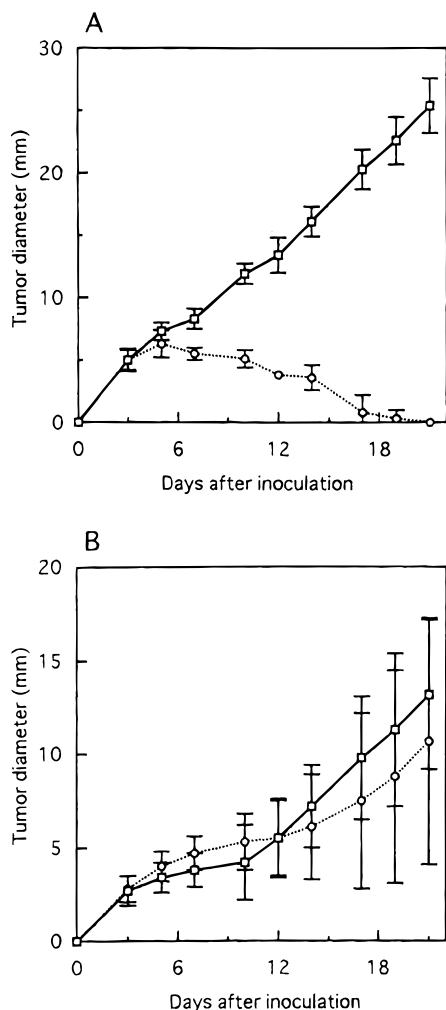 A
30
20
10
0
Tumor diameter (mm)
0 6 12 18
Days after inoculation
B
20
15
10
5
0
Tumor diameter (mm)
0 6 12 18
Days after inoculation